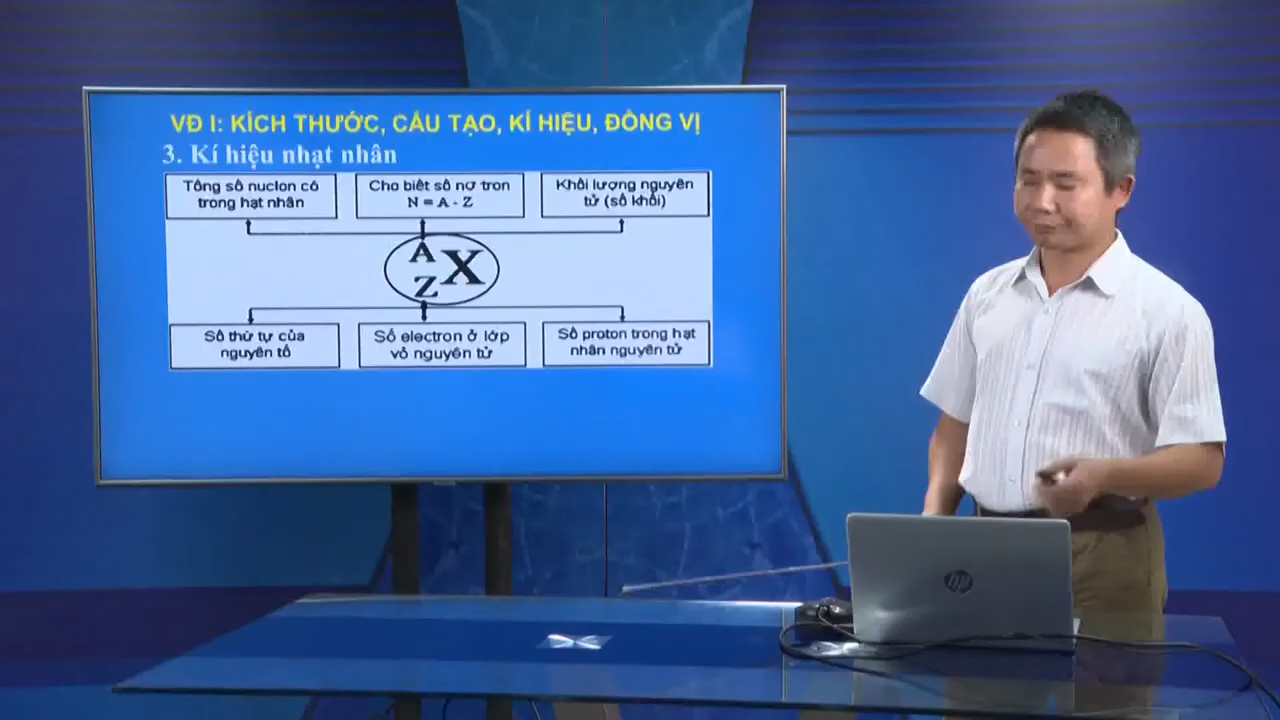 VĐ I: KÍCH THƯỚC, CẤU TẠO, KÍ HIỆU, ĐỒNG VỊ
3. Kí hiệu nhạt nhân
Tổng số nuclon có
trong hạt nhân
Cho biết số nơ tron
N = A - Z
Khối lượng nguyên
tử (số khối)
A
X
Z
Số thứ tự của
nguyên tố
Số electron ở lớp
vỏ nguyên tử
Số proton trong hạt
nhân nguyên tử
hp